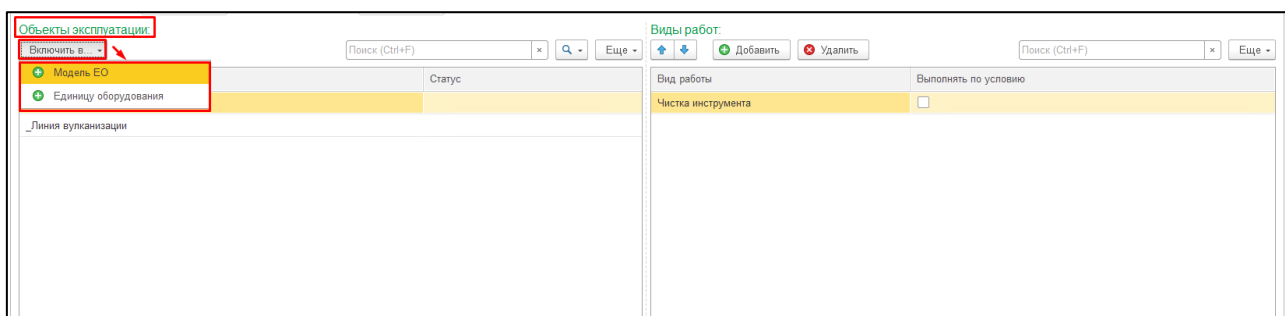 Объекты эксплуатации:
Включить в...
Поиск (Ctrl+F)
×
Еще
Модель ЕО
Единицу оборудования
Статус
_Линия вулканизации
Виды работ:
Добавить
Удалить
Поиск (Ctrl+F)
×
Еще
Вид работы
Выполнять по условию
Чистка инструмента